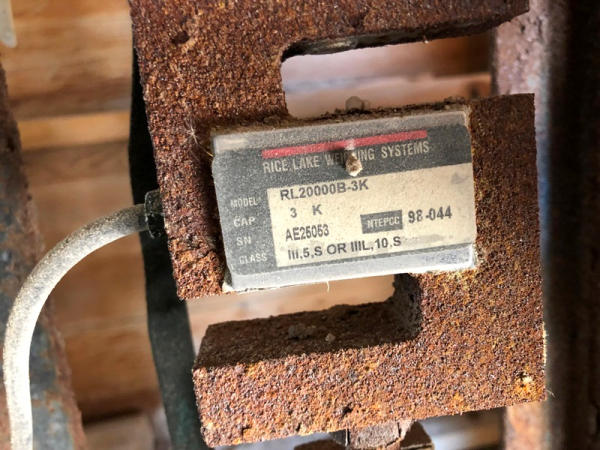 RICE LAKE WEIGHING SYSTEMS
MODEL RL20000B-3K
CAP 3 K
SN AE25053 NTEPCC 98-044
CLASS III,5,S OR IIIL,10,S